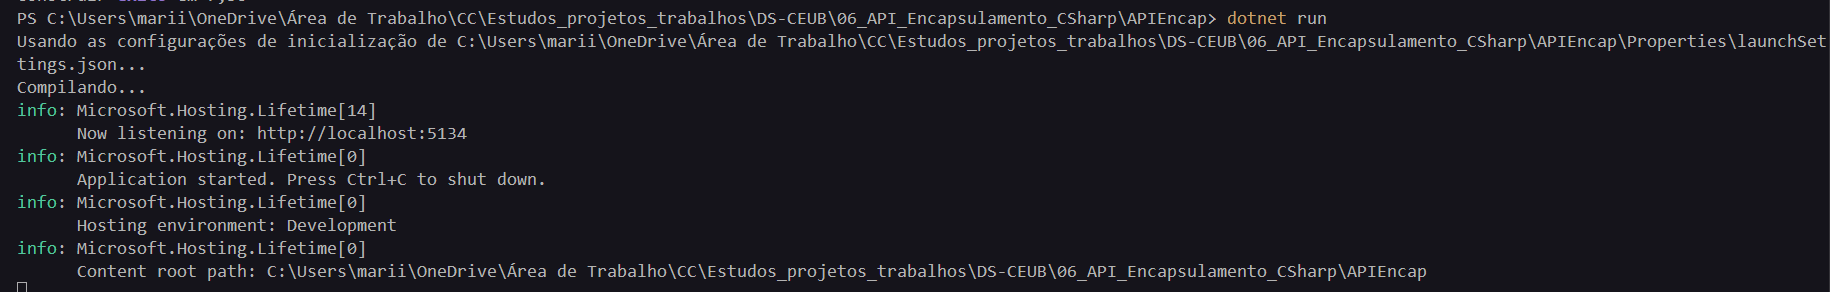 PS C:\Users\marii\OneDrive\Área de Trabalho\CC\Estudos_projetos_trabalhos\DS-CEUB\06_API_Encapsulamento_CSharp\APIEncap> dotnet run
Usando as configurações de inicialização de C:\Users\marii\OneDrive\Área de Trabalho\CC\Estudos_projetos_trabalhos\DS-CEUB\06_API_Encapsulamento_CSharp\APIEncap\Properties\launchSet
tings.json...
Compilando...
info: Microsoft.Hosting.Lifetime[14]
      Now listening on: http://localhost:5134
info: Microsoft.Hosting.Lifetime[0]
      Application started. Press Ctrl+C to shut down.
info: Microsoft.Hosting.Lifetime[0]
      Hosting environment: Development
info: Microsoft.Hosting.Lifetime[0]
      Content root path: C:\Users\marii\OneDrive\Área de Trabalho\CC\Estudos_projetos_trabalhos\DS-CEUB\06_API_Encapsulamento_CSharp\APIEncap